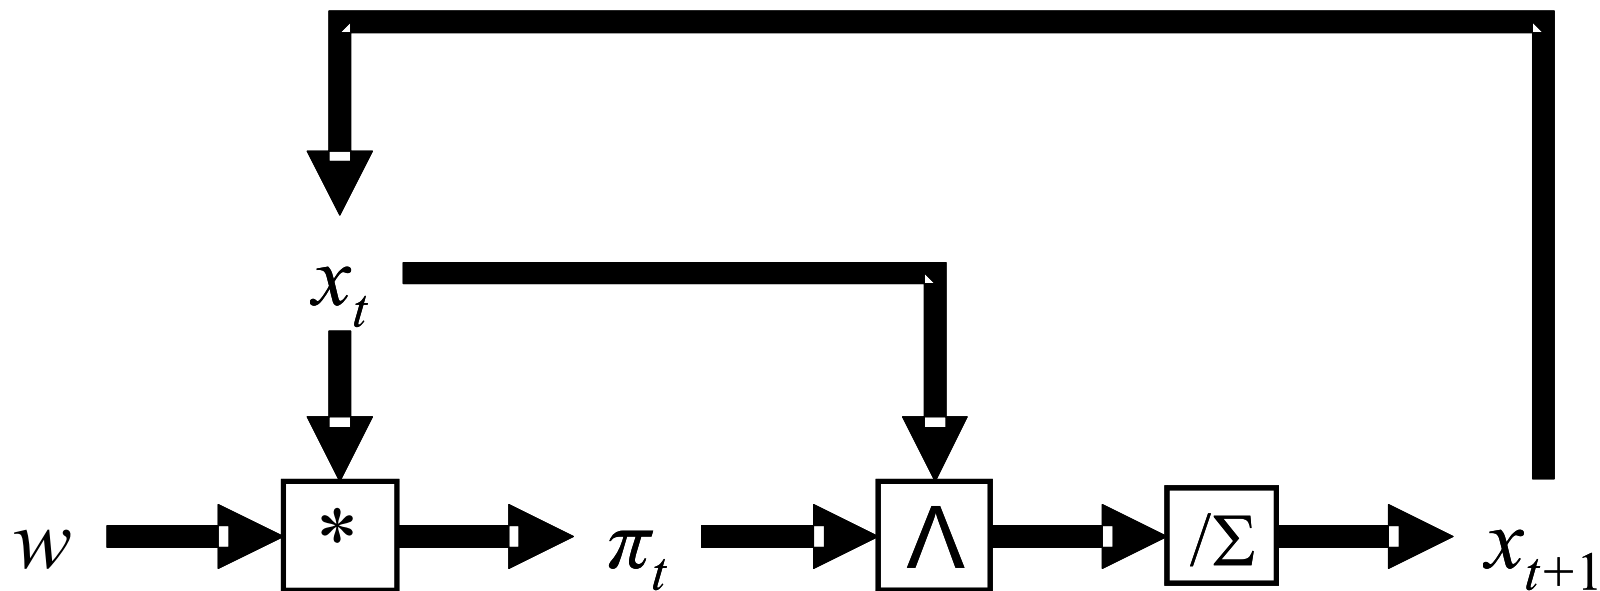 x_t
w * π_t Λ /Σ x_{t+1}